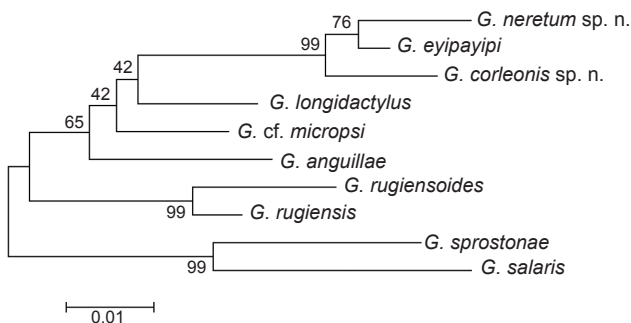 76
G. neretum sp. n.
99
G. eyipayipi
42
G. corleonis sp. n.
42
G. longidactylus
65
G. cf. micropsi
G. anguillae
G. rugiensoides
99
G. rugiensis
G. sprostonae
99
G. salaris
0.01